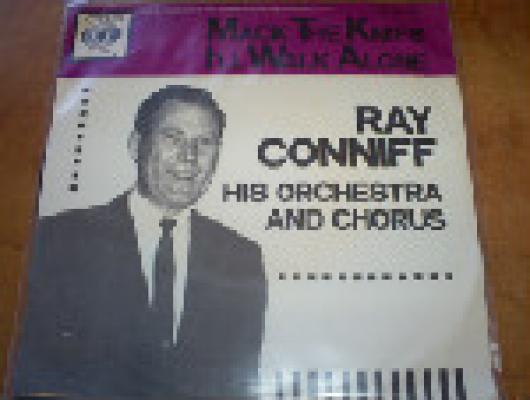 MACK THE KNIFE
I'LL WALK ALONE
RAY
CONNIFF
HIS ORCHESTRA
AND CHORUS